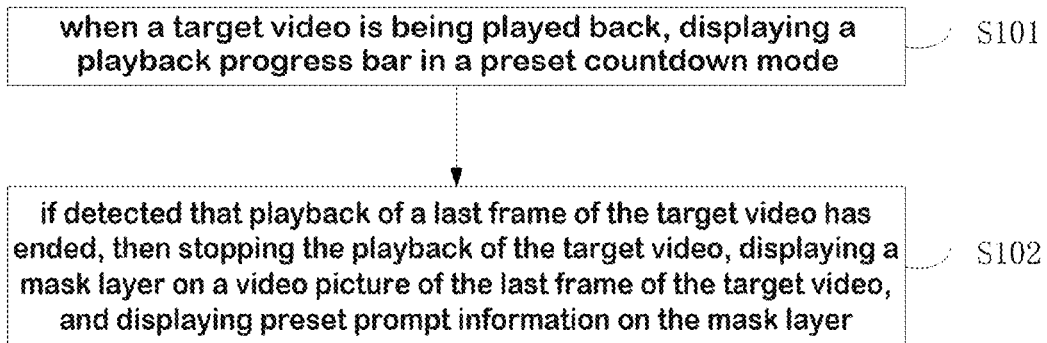 when a target video is being played back, displaying a
playback progress bar in a preset countdown mode
S101
if detected that playback of a last frame of the target video has
ended, then stopping the playback of the target video, displaying a
mask layer on a video picture of the last frame of the target video,
and displaying preset prompt information on the mask layer
S102